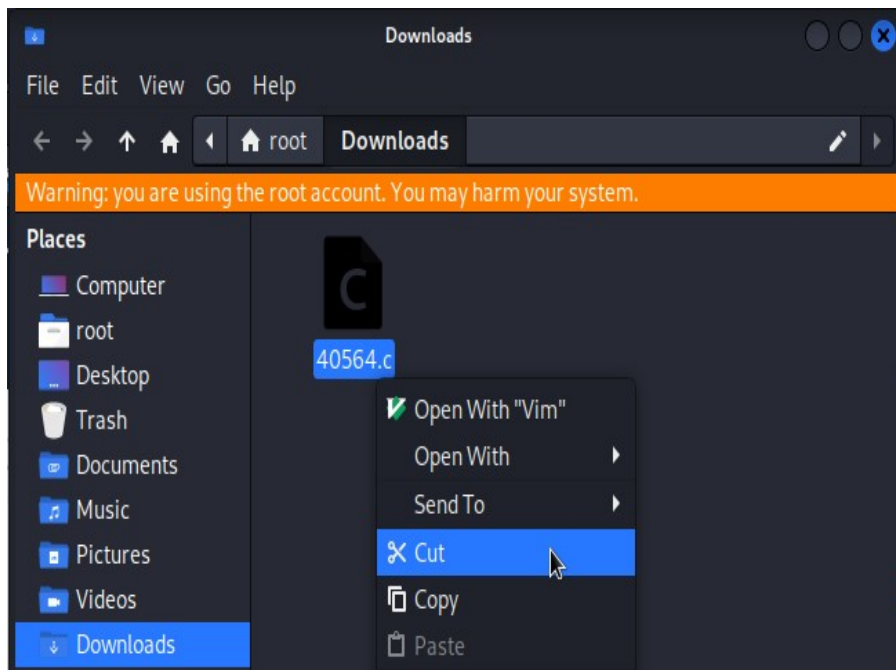 Downloads
File Edit View Go Help
root Downloads
Warning: you are using the root account. You may harm your system.
Places
Computer
root
Desktop
Trash
Documents
Music
Pictures
Videos
Downloads
C
40564.c
Open With "Vim"
Open With
Send To
Cut
Copy
Paste